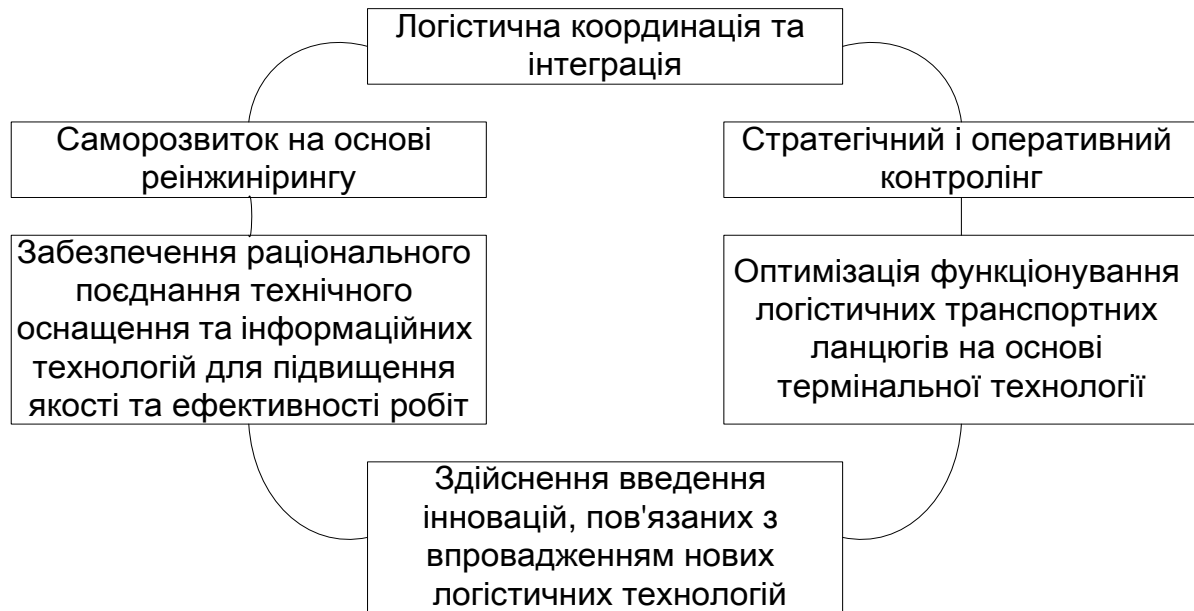 Логістична координація та
інтеграція
Саморозвиток на основі
реінжинірингу
Стратегічний і оперативний
контролінг
Забезпечення раціонального
поєднання технічного
оснащення та інформаційних
технологій для підвищення
якості та ефективності робіт
Оптимізація функціонування
логістичних транспортних
ланцюгів на основі
термінальної технології
Здійснення введення
інновацій, пов'язаних з
впровадженням нових
логістичних технологій